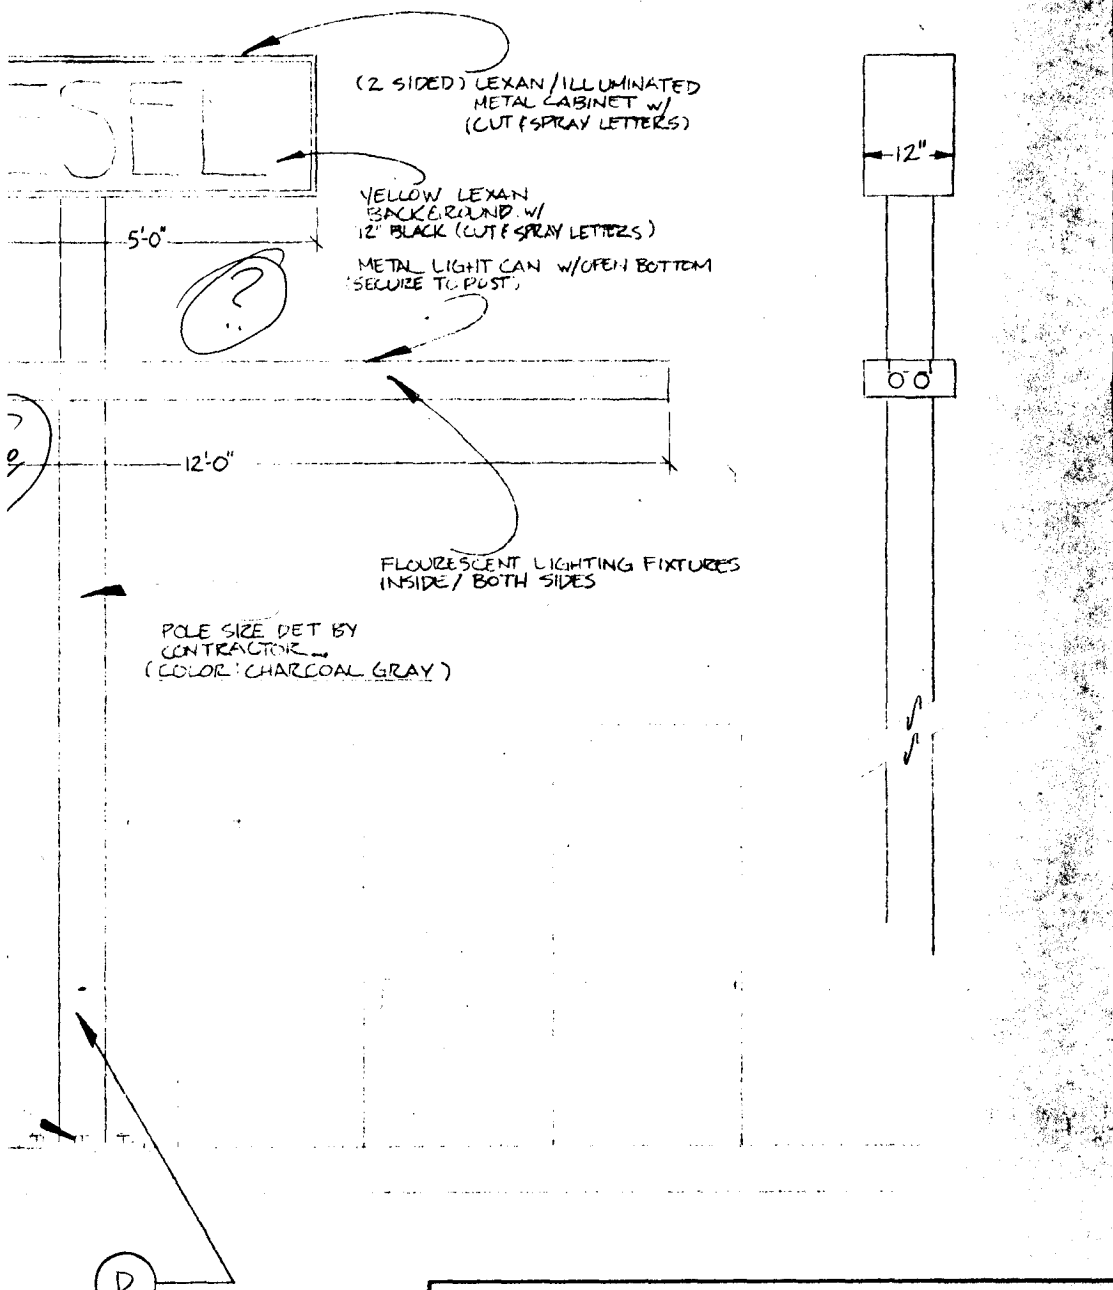 SEL
(2 SIDED) LEXAN/ILLUMINATED
METAL CABINET w/
(CUT & SPRAY LETTERS)
12"
YELLOW LEXAN
BACKGROUND w/
12" BLACK (CUT & SPRAY LETTERS)
5'-0"
METAL LIGHT CAN w/OPEN BOTTOM
(SECURE TO POST)
?
12'-0"
FLOURESCENT LIGHTING FIXTURES
INSIDE / BOTH SIDES
POLE SIZE DET BY
CONTRACTOR
(COLOR: CHARCOAL GRAY)
D